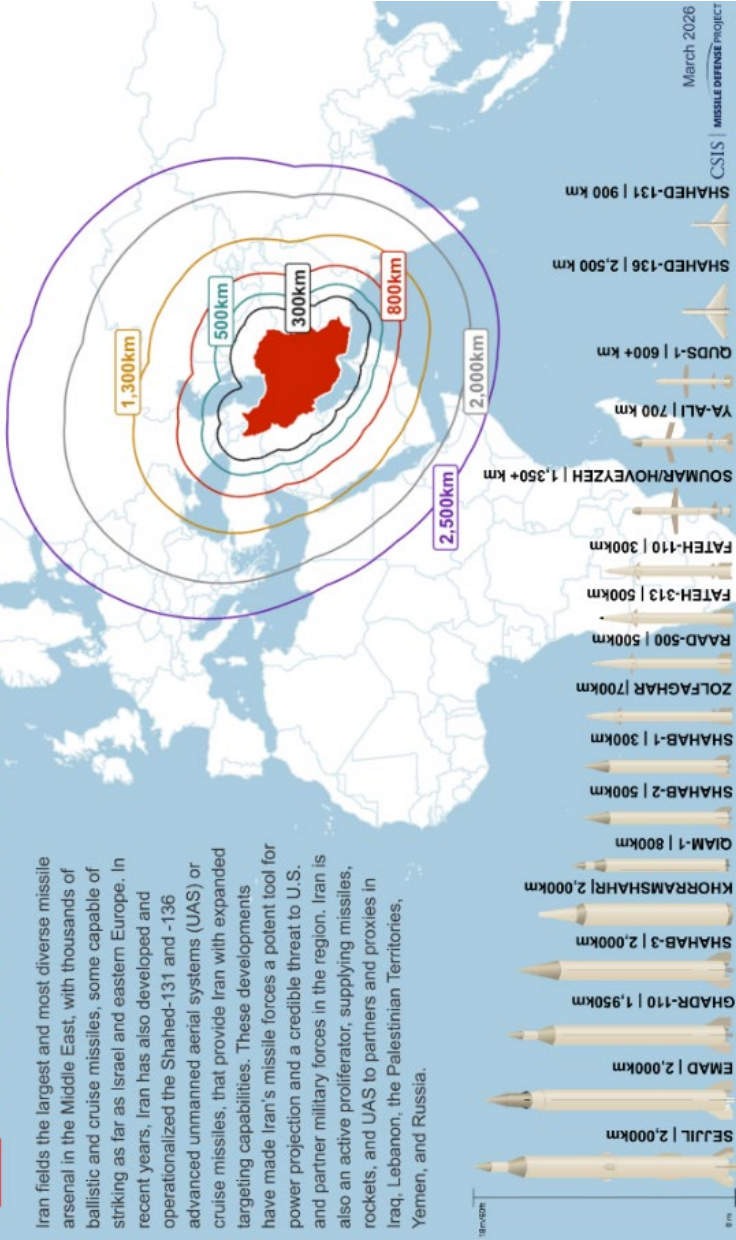 Iran fields the largest and most diverse missile
arsenal in the Middle East, with thousands of
ballistic and cruise missiles, some capable of
striking as far as Israel and eastern Europe. In
recent years, Iran has also developed and
operationalized the Shahed-131 and -136
advanced unmanned aerial systems (UAS) or
cruise missiles, that provide Iran with expanded
targeting capabilities. These developments
have made Iran's missile forces a potent tool for
power projection and a credible threat to U.S.
and partner military forces in the region. Iran is
also an active proliferator, supplying missiles,
rockets, and UAS to partners and proxies in
Iraq, Lebanon, the Palestinian Territories,
Yemen, and Russia.
1,300km
500km
300km
800km
2,000km
2,500km
18m/60ft
0 m
SEJJIL | 2,000km
EMAD | 2,000km
GHADR-110 | 1,950km
SHAHAB-3 | 2,000km
KHORRAMSHAHR| 2,000km
QIAM-1 | 800km
SHAHAB-2 | 500km
SHAHAB-1 | 300km
ZOLFAGHAR |700km
RAAD-500 | 500km
FATEH-313 | 500km
FATEH-110 | 300km
SOUMAR/HOVEYZEH | 1,350+ km
YA-ALI | 700 km
QUDS-1 | 600+ km
SHAHED-136 | 2,500 km
SHAHED-131 | 900 km
March 2026
CSIS | MISSILE DEFENSE PROJECT